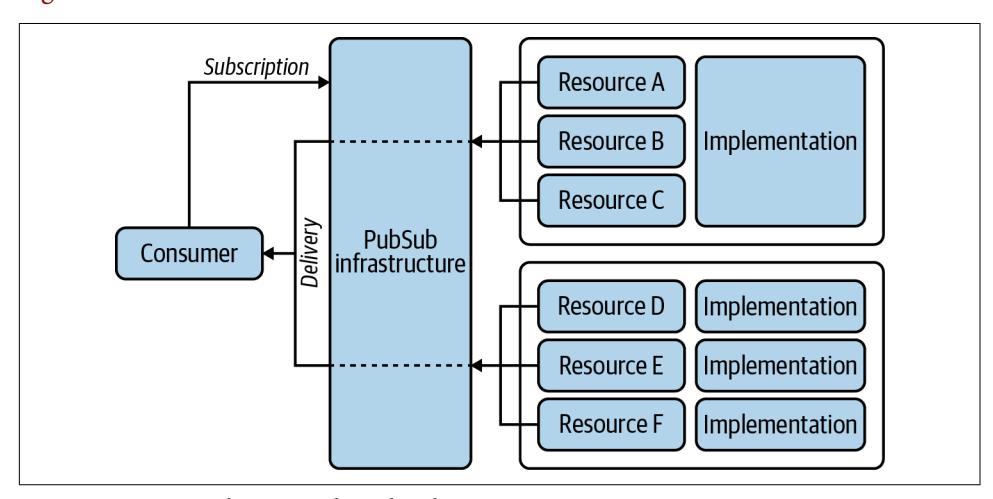 Subscription
Resource A
Resource B
Implementation
Resource C
Consumer
Delivery
PubSub
infrastructure
Resource D
Implementation
Resource E
Implementation
Resource F
Implementation